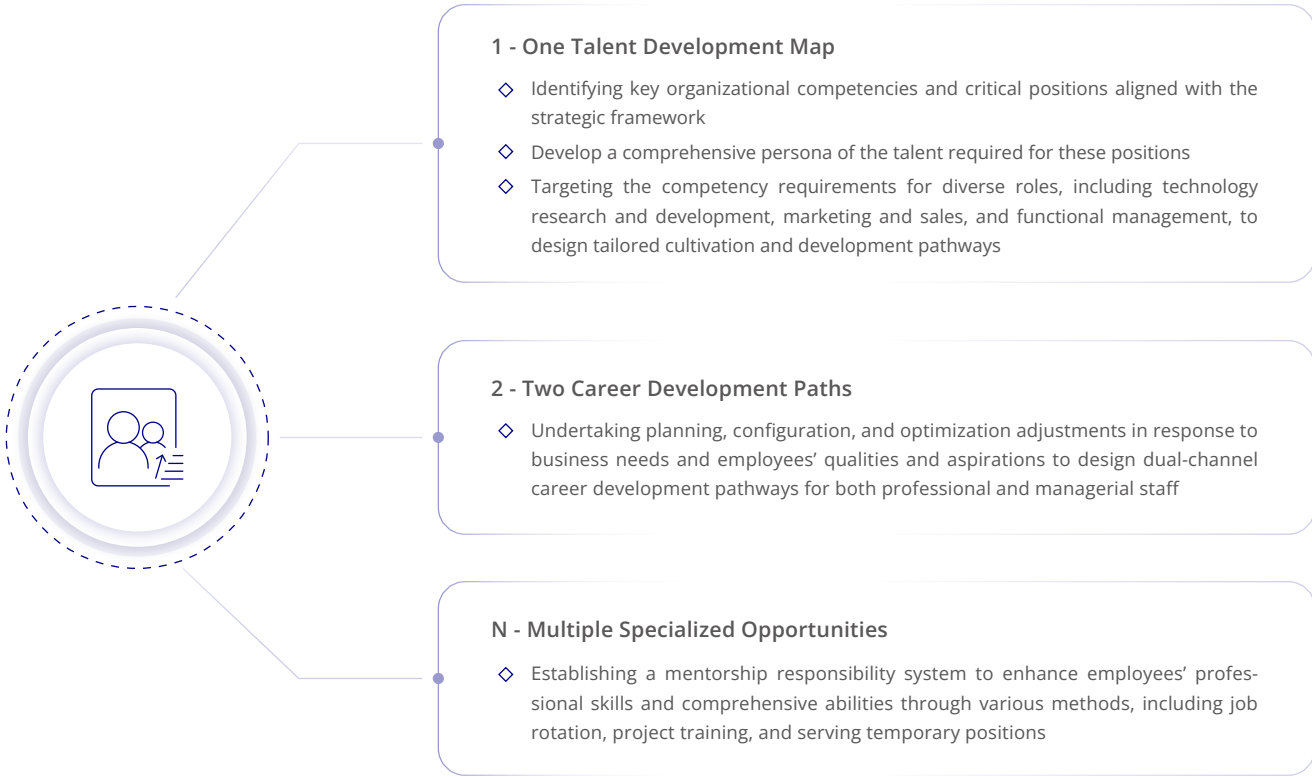 1 - One Talent Development Map
Identifying key organizational competencies and critical positions aligned with the
strategic framework
Develop a comprehensive persona of the talent required for these positions
Targeting the competency requirements for diverse roles, including technology
research and development, marketing and sales, and functional management, to
design tailored cultivation and development pathways
2 - Two Career Development Paths
Undertaking planning, configuration, and optimization adjustments in response to
business needs and employees’ qualities and aspirations to design dual-channel
career development pathways for both professional and managerial staff
N - Multiple Specialized Opportunities
Establishing a mentorship responsibility system to enhance employees’ profes-
sional skills and comprehensive abilities through various methods, including job
rotation, project training, and serving temporary positions